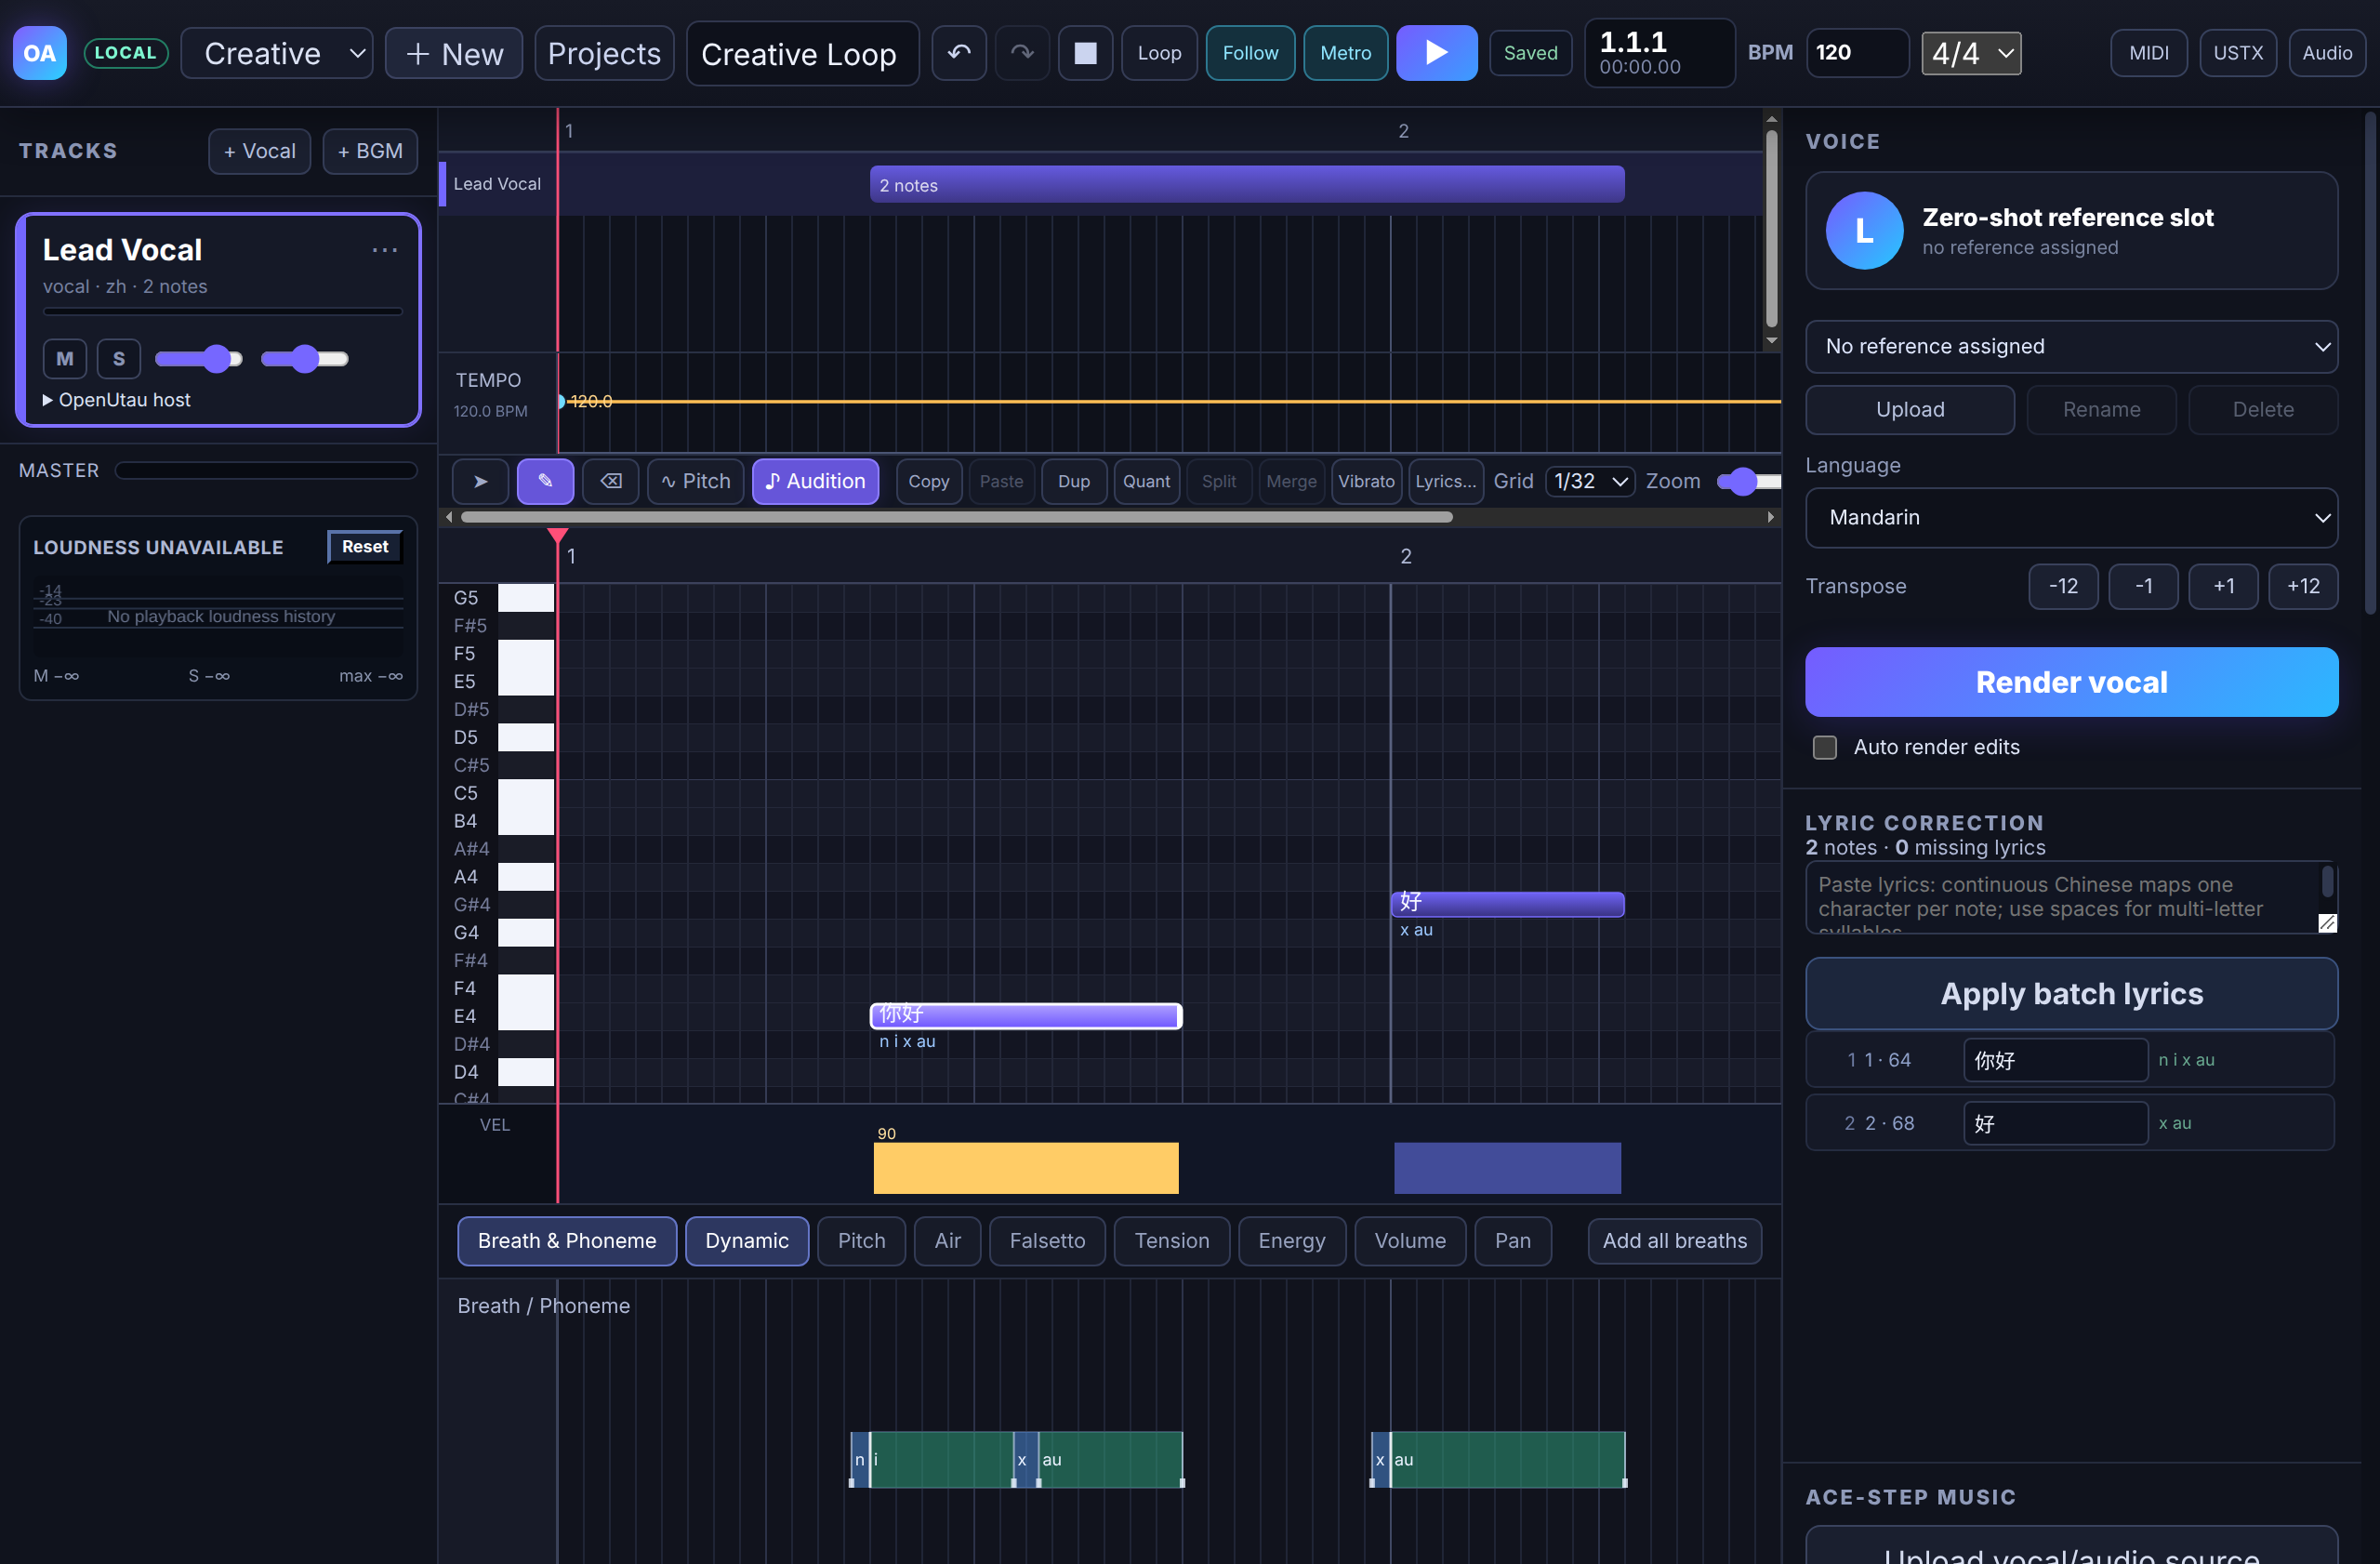 OA LOCAL Creative + New Projects Creative Loop Loop Follow Metro Saved 1.1.1 00:00.00 BPM 120 4/4 MIDI USTX Audio
TRACKS + Vocal + BGM
Lead Vocal ...
vocal · zh · 2 notes
M S
OpenUtau host
MASTER
LOUDNESS UNAVAILABLE Reset
-14
-23
-40 No playback loudness history
M −∞ S −∞ max −∞
1 2
Lead Vocal 2 notes
TEMPO
120.0 BPM 120.0
∿ Pitch ♪ Audition Copy Paste Dup Quant Split Merge Vibrato Lyrics... Grid 1/32 Zoom
1 2
G5
F#5
F5
E5
D#5
D5
C#5
C5
B4
A#4
A4
G#4 好
G4 x au
F#4
F4
E4 你好
D#4 n i x au
D4
C#4
VEL 90
Breath & Phoneme Dynamic Pitch Air Falsetto Tension Energy Volume Pan Add all breaths
Breath / Phoneme
n i x au x au
VOICE
L Zero-shot reference slot
no reference assigned
No reference assigned
Upload Rename Delete
Language
Mandarin
Transpose -12 -1 +1 +12
Render vocal
Auto render edits
LYRIC CORRECTION
2 notes · 0 missing lyrics
Paste lyrics: continuous Chinese maps one
character per note; use spaces for multi-letter
syllables
Apply batch lyrics
1 1 · 64 你好 n i x au
2 2 · 68 好 x au
ACE-STEP MUSIC
Upload vocal/audio source